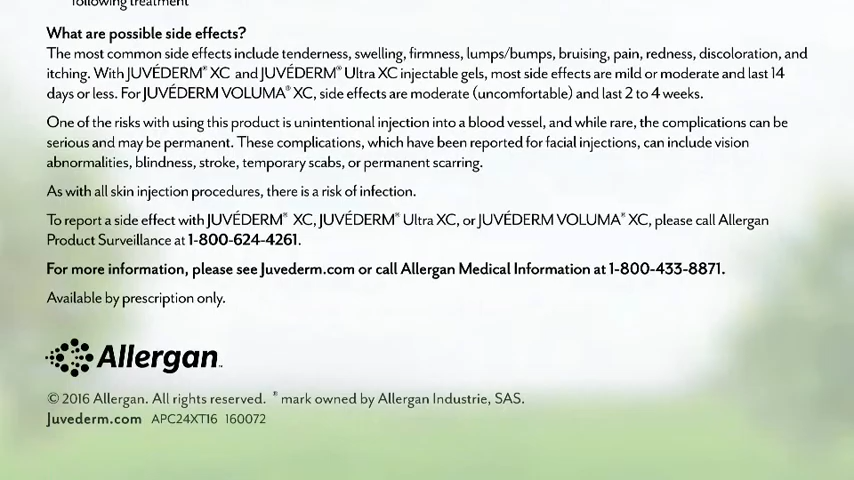 following treatment
What are possible side effects?
The most common side effects include tenderness, swelling, firmness, lumps/bumps, bruising, pain, redness, discoloration, and
itching. With JUVÉDERM® XC and JUVÉDERM® Ultra XC injectable gels, most side effects are mild or moderate and last 14
days or less. For JUVÉDERM VOLUMA® XC, side effects are moderate (uncomfortable) and last 2 to 4 weeks.
One of the risks with using this product is unintentional injection into a blood vessel, and while rare, the complications can be
serious and may be permanent. These complications, which have been reported for facial injections, can include vision
abnormalities, blindness, stroke, temporary scabs, or permanent scarring.
As with all skin injection procedures, there is a risk of infection.
To report a side effect with JUVÉDERM® XC, JUVÉDERM® Ultra XC, or JUVÉDERM VOLUMA® XC, please call Allergan
Product Surveillance at 1-800-624-4261.
For more information, please see Juvederm.com or call Allergan Medical Information at 1-800-433-8871.
Available by prescription only.
Allergan™
© 2016 Allergan. All rights reserved. ® mark owned by Allergan Industrie, SAS.
Juvederm.com APC24XT16 160072